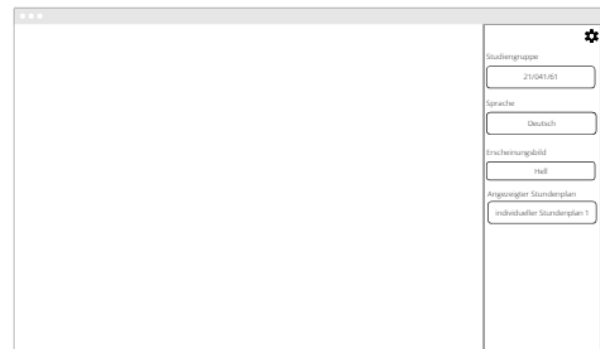 Studiengruppe
21/041/61
Sprache
Deutsch
Erscheinungsbild
Hell
Angezeigter Stundenplan
individueller Stundenplan 1